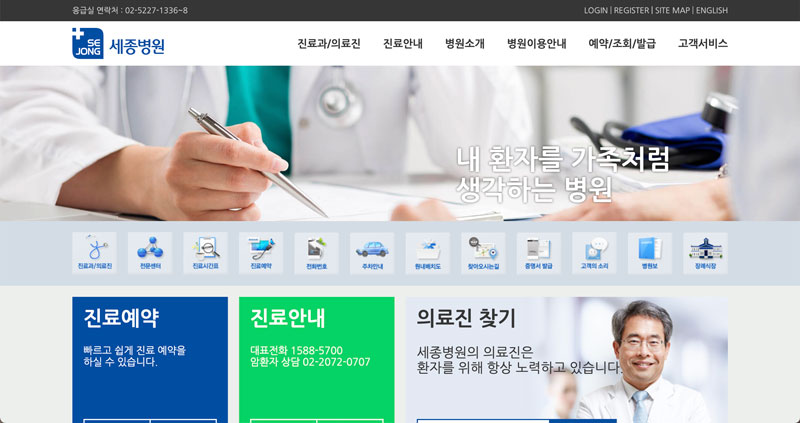 응급실 연락처 : 02-5227-1336~8
LOGIN | REGISTER | SITE MAP | ENGLISH
SE
JONG
세종병원
진료과/의료진 진료안내 병원소개 병원이용안내 예약/조회/발급 고객서비스
내 환자를 가족처럼
생각하는 병원
진료과/의료진 전문센터 진료시간표 진료예약 전화번호 주차안내 원내배치도 찾아오시는길 증명서 발급 고객의 소리 병원보 장례식장
진료예약
빠르고 쉽게 진료 예약을
하실 수 있습니다.
진료안내
대표전화 1588-5700
암환자 상담 02-2072-0707
의료진 찾기
세종병원의 의료진은
환자를 위해 항상 노력하고 있습니다.